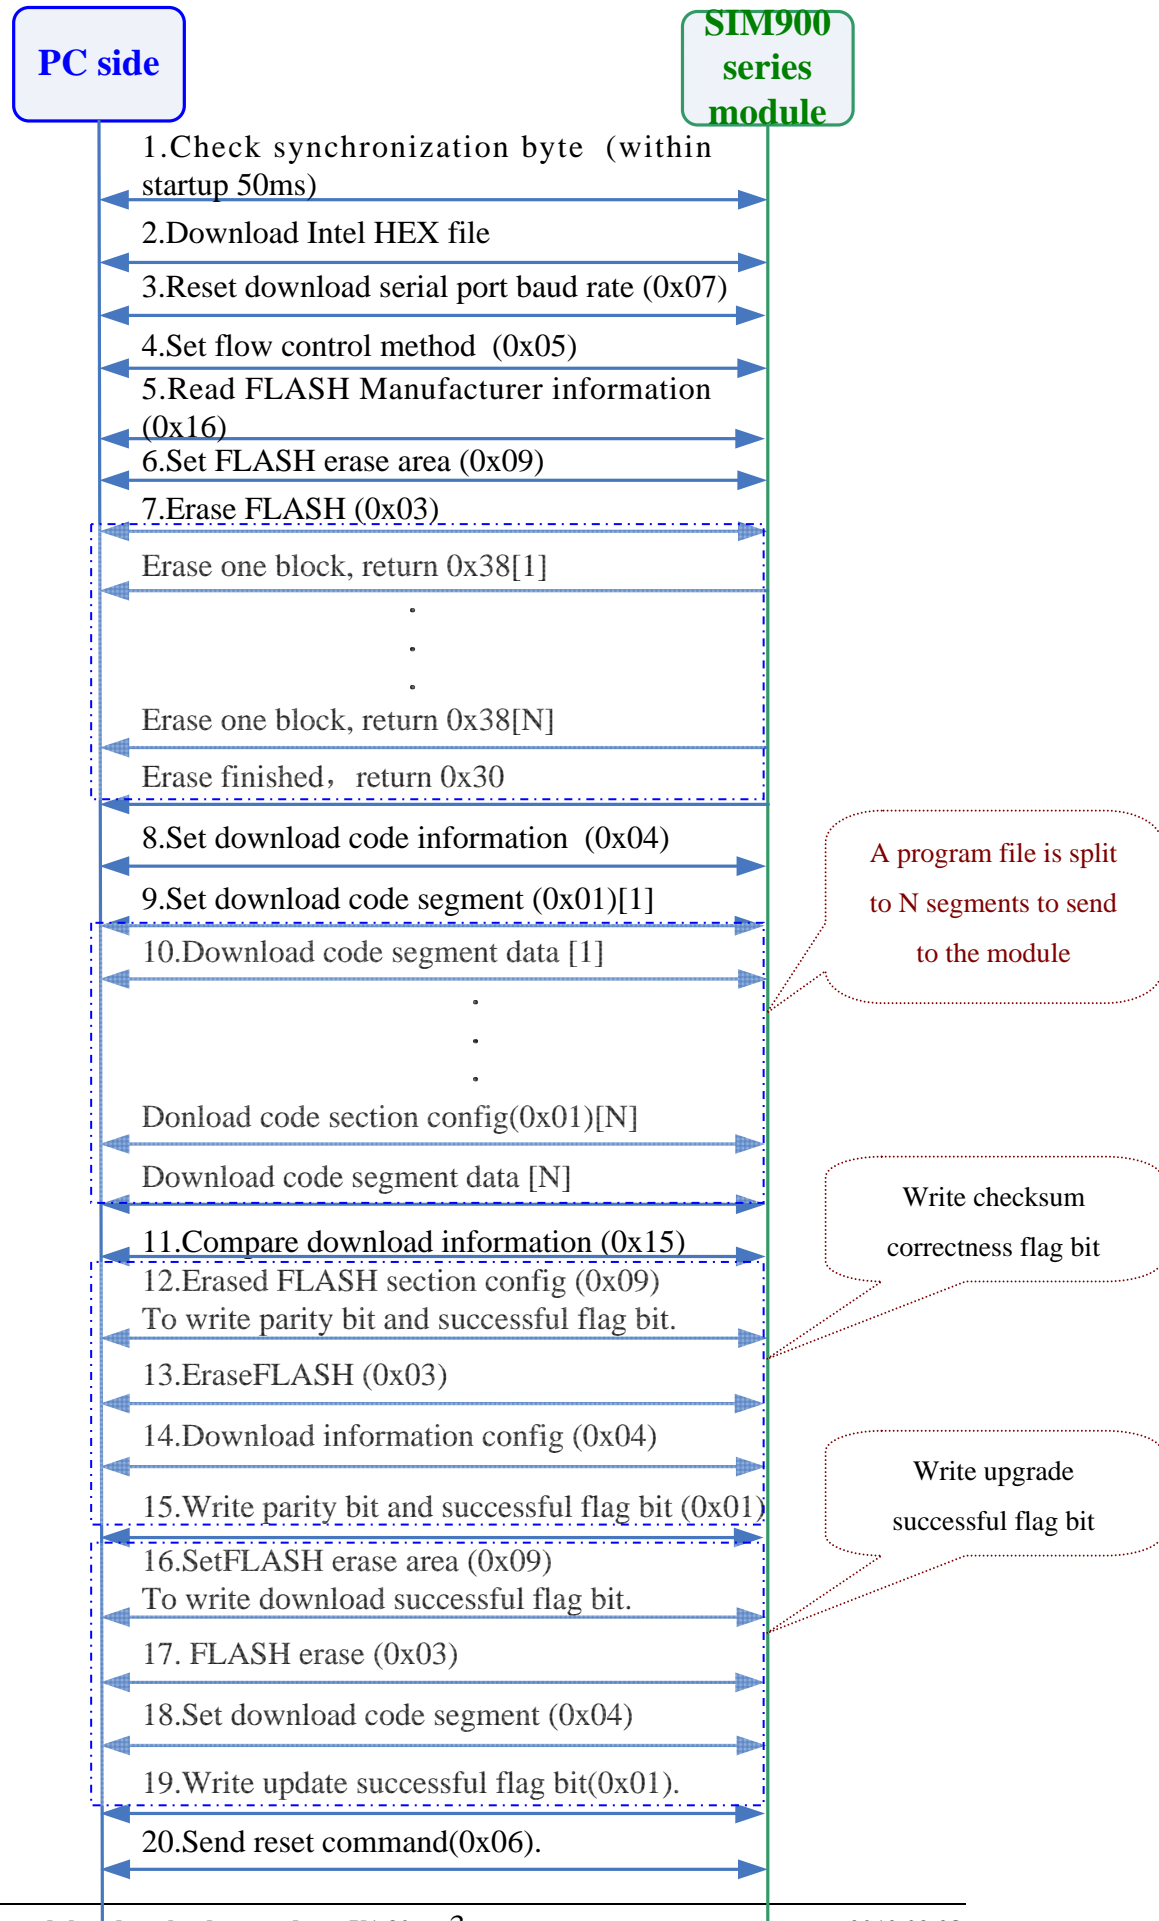 PC side
SIM900
series
module
1.Check synchronization byte (within
startup 50ms)
2.Download Intel HEX file
3.Reset download serial port baud rate (0x07)
4.Set flow control method (0x05)
5.Read FLASH Manufacturer information
(0x16)
6.Set FLASH erase area (0x09)
7.Erase FLASH (0x03)
Erase one block, return 0x38[1]
.
.
.
Erase one block, return 0x38[N]
Erase finished，return 0x30
8.Set download code information (0x04)
A program file is split
to N segments to send
to the module
9.Set download code segment (0x01)[1]
10.Download code segment data [1]
.
.
.
Donload code section config(0x01)[N]
Download code segment data [N]
Write checksum
correctness flag bit
11.Compare download information (0x15)
12.Erased FLASH section config (0x09)
To write parity bit and successful flag bit.
13.EraseFLASH (0x03)
14.Download information config (0x04)
Write upgrade
successful flag bit
15.Write parity bit and successful flag bit (0x01)
16.SetFLASH erase area (0x09)
To write download successful flag bit.
17. FLASH erase (0x03)
18.Set download code segment (0x04)
19.Write update successful flag bit(0x01).
20.Send reset command(0x06).